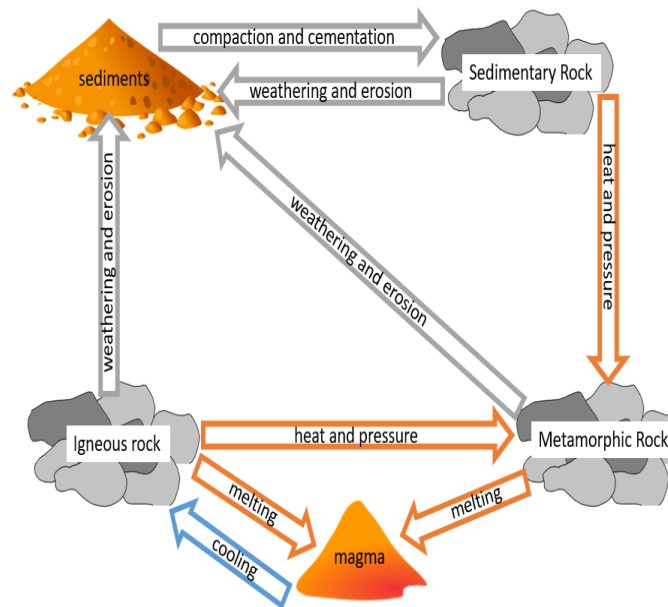 compaction and cementation
sediments
Sedimentary Rock
weathering and erosion
weathering and erosion
weathering and erosion
heat and pressure
Igneous rock
heat and pressure
Metamorphic Rock
melting
melting
cooling
magma